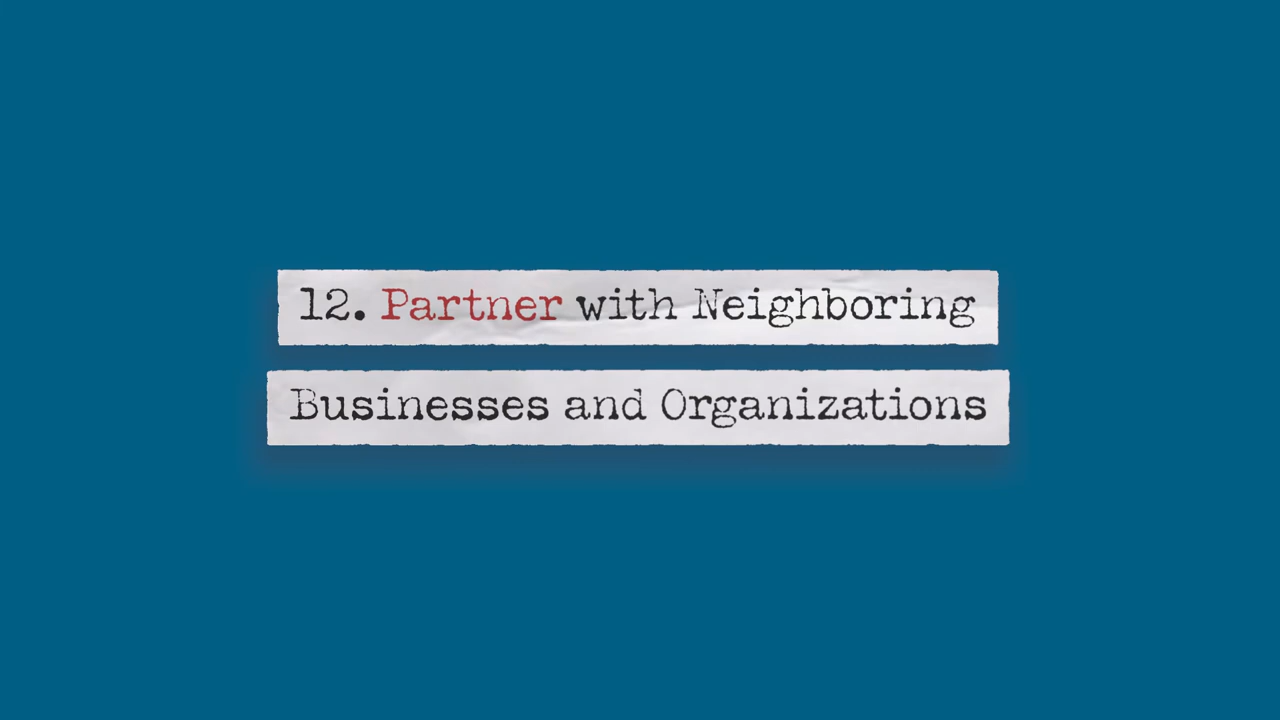 12. Partner with Neighboring
Businesses and Organizations